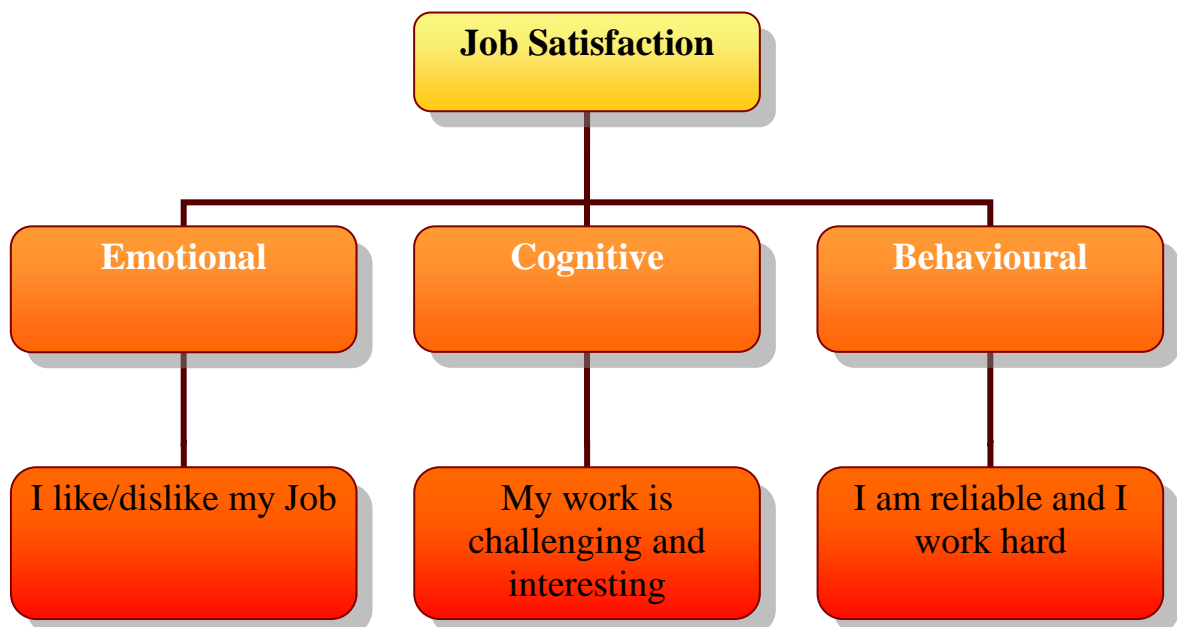 Job Satisfaction
Emotional
Cognitive
Behavioural
I like/dislike my Job
My work is
challenging and
interesting
I am reliable and I
work hard